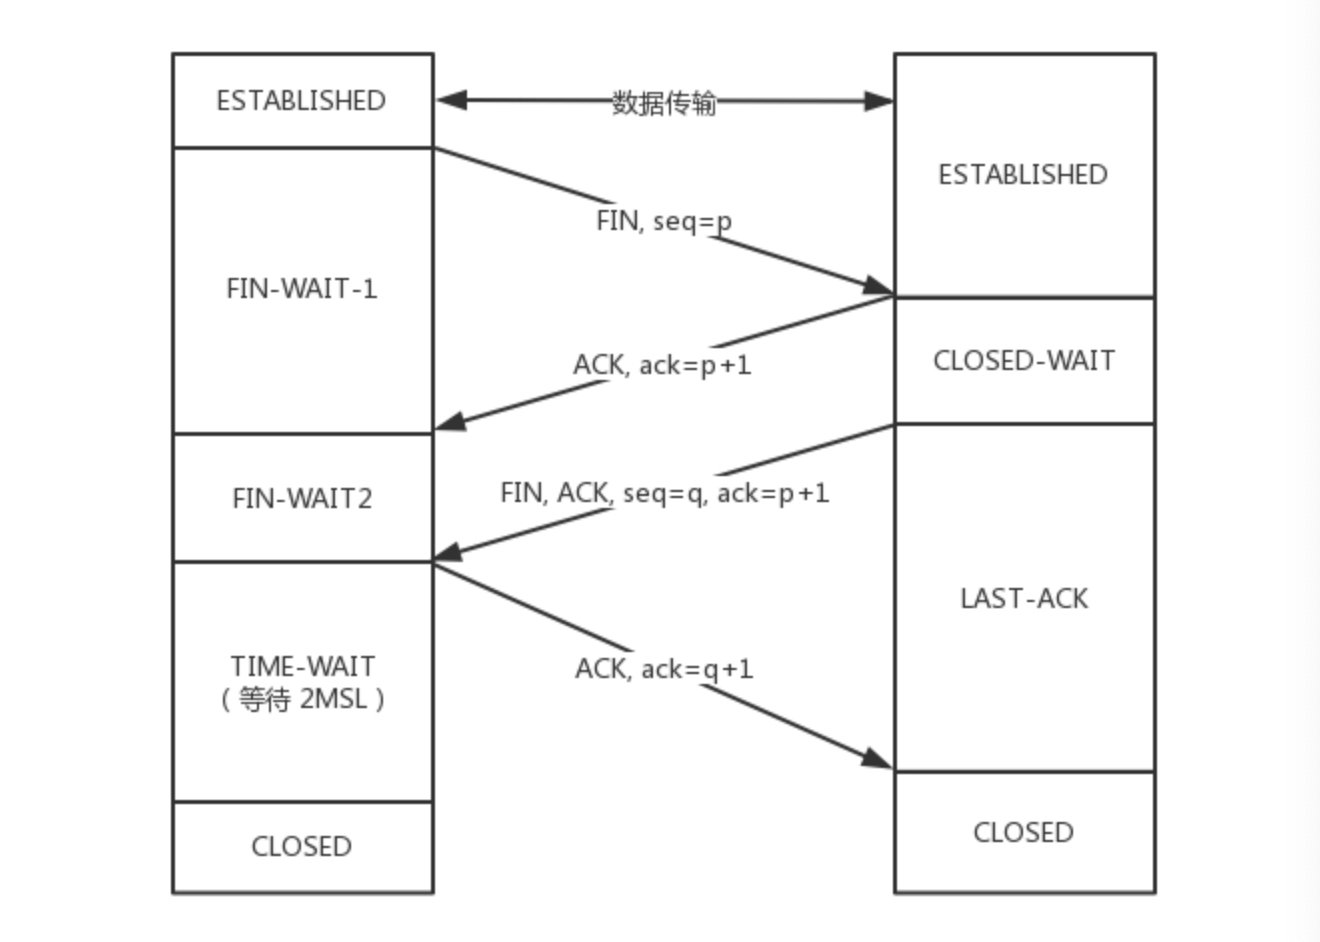 ESTABLISHED
数据传输
ESTABLISHED
FIN, seq=p
FIN-WAIT-1
ACK, ack=p+1
CLOSED-WAIT
FIN-WAIT2
FIN, ACK, seq=q, ack=p+1
LAST-ACK
TIME-WAIT
（等待 2MSL）
ACK, ack=q+1
CLOSED
CLOSED